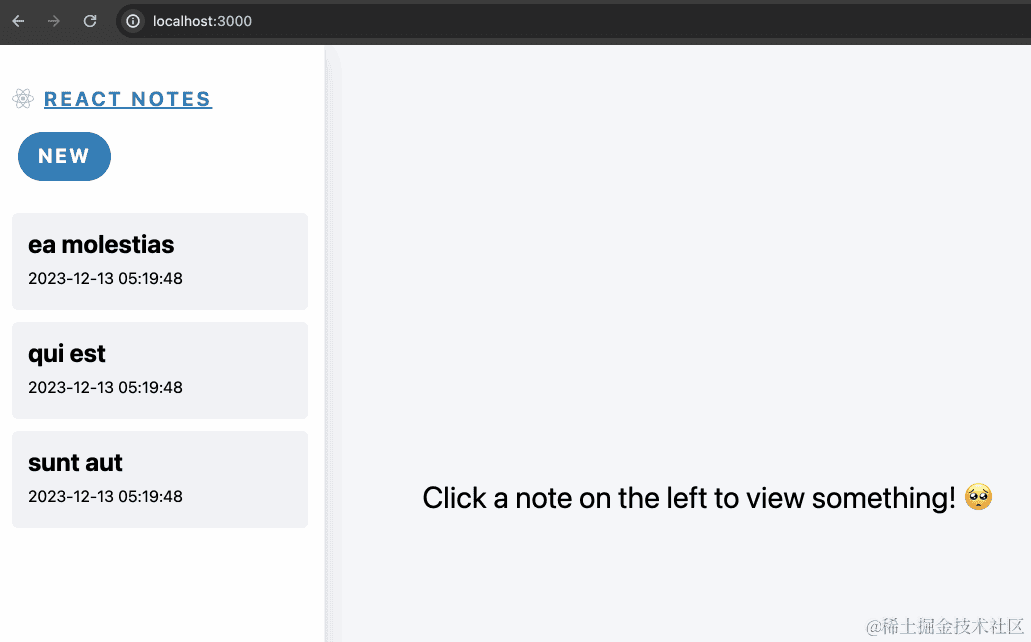 localhost:3000
REACT NOTES
NEW
ea molestias
2023-12-13 05:19:48
qui est
2023-12-13 05:19:48
sunt aut
2023-12-13 05:19:48
Click a note on the left to view something! 🥺
@稀土掘金技术社区